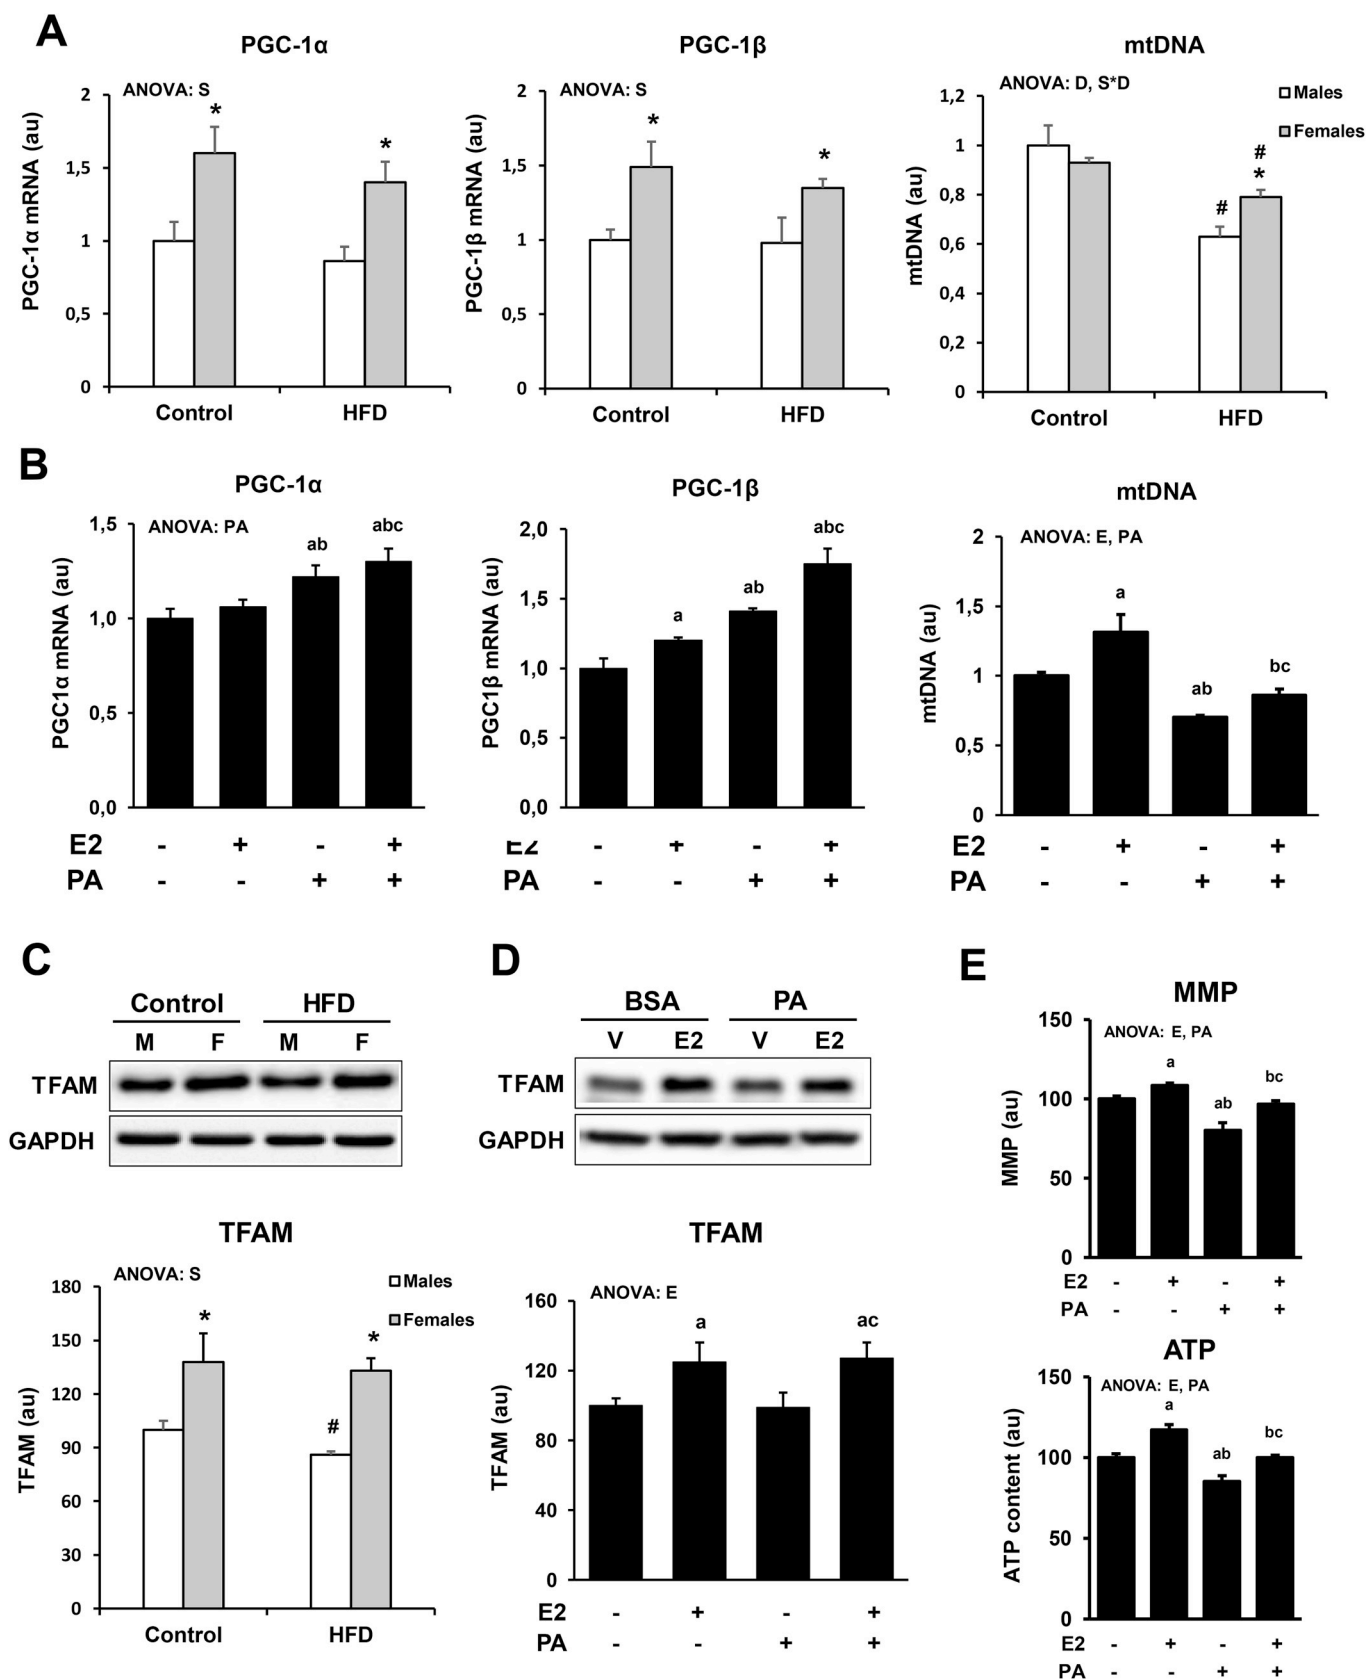 A
PGC-1α
PGC-1β
mtDNA
ANOVA: S
ANOVA: S
ANOVA: D, S*D
Males
Females
PGC-1α mRNA (au)
2
1,5
1
0,5
0
* *
Control HFD
PGC-1β mRNA (au)
2
1,5
1
0,5
0
* *
Control HFD
mtDNA (au)
1,2
1
0,8
0,6
0,4
0,2
0
#
# *
Control HFD
B
PGC-1α
PGC-1β
mtDNA
ANOVA: PA
PGC1α mRNA (au)
1,5
1,0
0,5
0,0
ab abc
E2 - + - +
PA - - + +
PGC1β mRNA (au)
2,0
1,5
1,0
0,5
0,0
a ab abc
E2 - + - +
PA - - + +
ANOVA: E, PA
mtDNA (au)
2
1,5
1
0,5
0
a ab bc
E2 - + - +
PA - - + +
C
Control HFD
M F M F
TFAM
GAPDH
TFAM
ANOVA: S
Males
Females
TFAM (au)
180
150
120
90
60
30
0
* # *
Control HFD
D
BSA PA
V E2 V E2
TFAM
GAPDH
TFAM
ANOVA: E
TFAM (au)
160
120
80
40
0
a ac
E2 - + - +
PA - - + +
E
MMP
ANOVA: E, PA
MMP (au)
150
100
50
0
a ab bc
E2 - + - +
PA - - + +
ATP
ANOVA: E, PA
ATP content (au)
150
100
50
0
a ab bc
E2 - + - +
PA - - + +